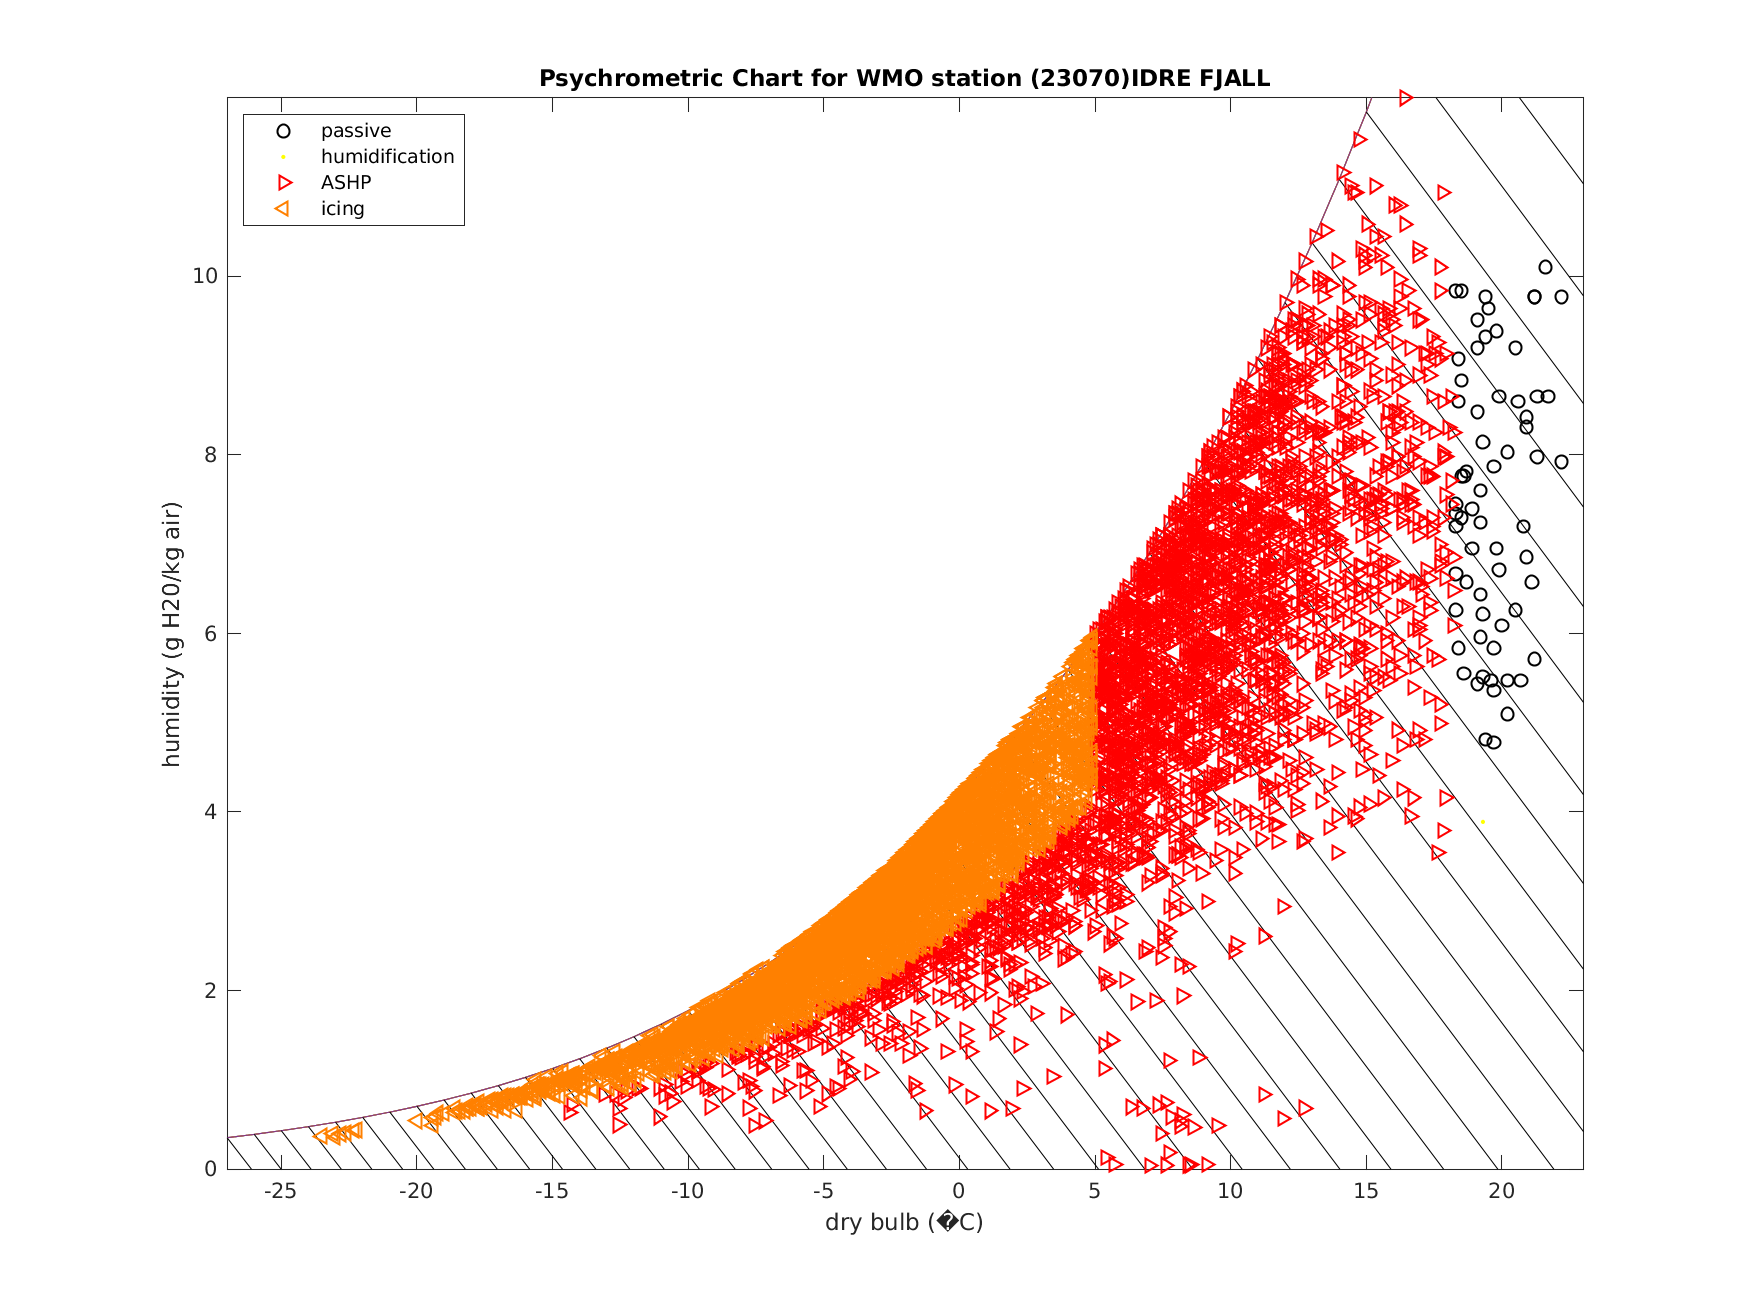 Psychrometric Chart for WMO station (23070)IDRE FJALL
passive
humidification
ASHP
icing
humidity (g H20/kg air)
10
8
6
4
2
0
-25 -20 -15 -10 -5 0 5 10 15 20
dry bulb (�C)